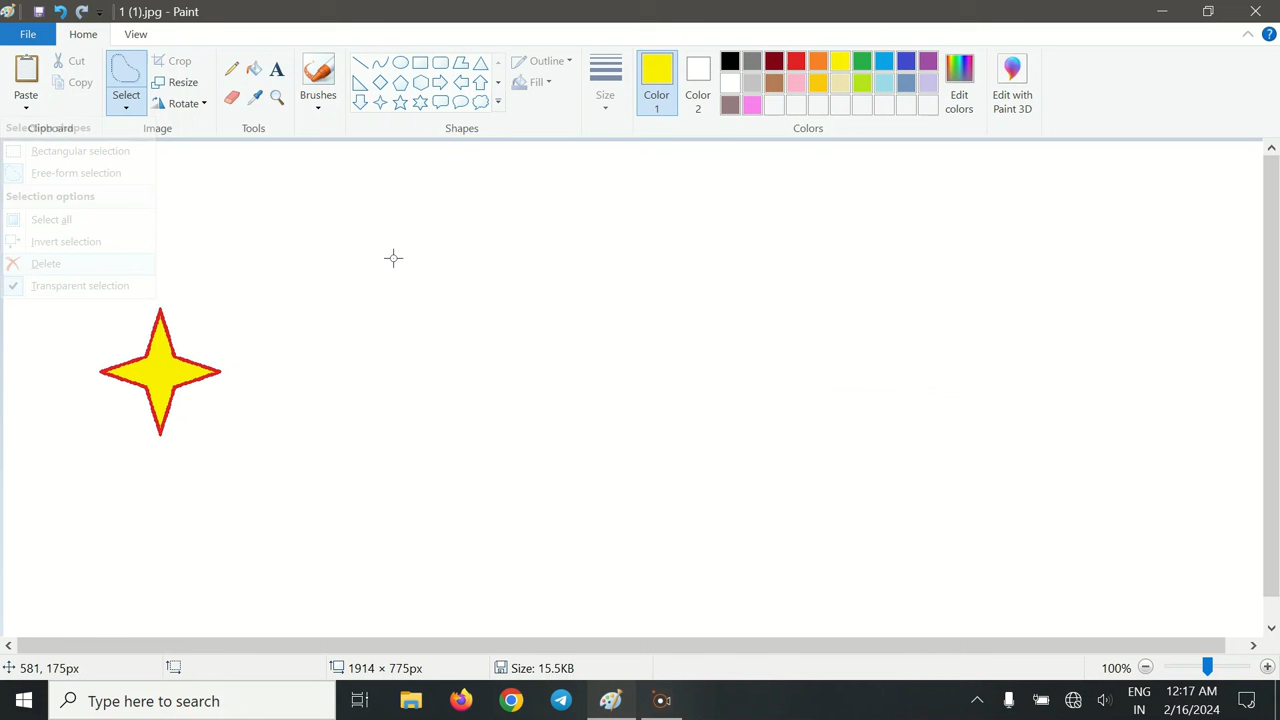 1 (1).jpg - Paint
File Home View
Paste Cut Copy
Select Crop Resize Rotate
Brushes
Outline Fill
Size
Color 1 Color 2
Edit colors
Edit with Paint 3D
Clipboard Image Tools Shapes Colors
Selection shapes
Rectangular selection
Free-form selection
Selection options
Select all
Invert selection
Delete
Transparent selection
581, 175px 1914 × 775px Size: 15.5KB 100%
Type here to search
ENG 12:17 AM
IN 2/16/2024